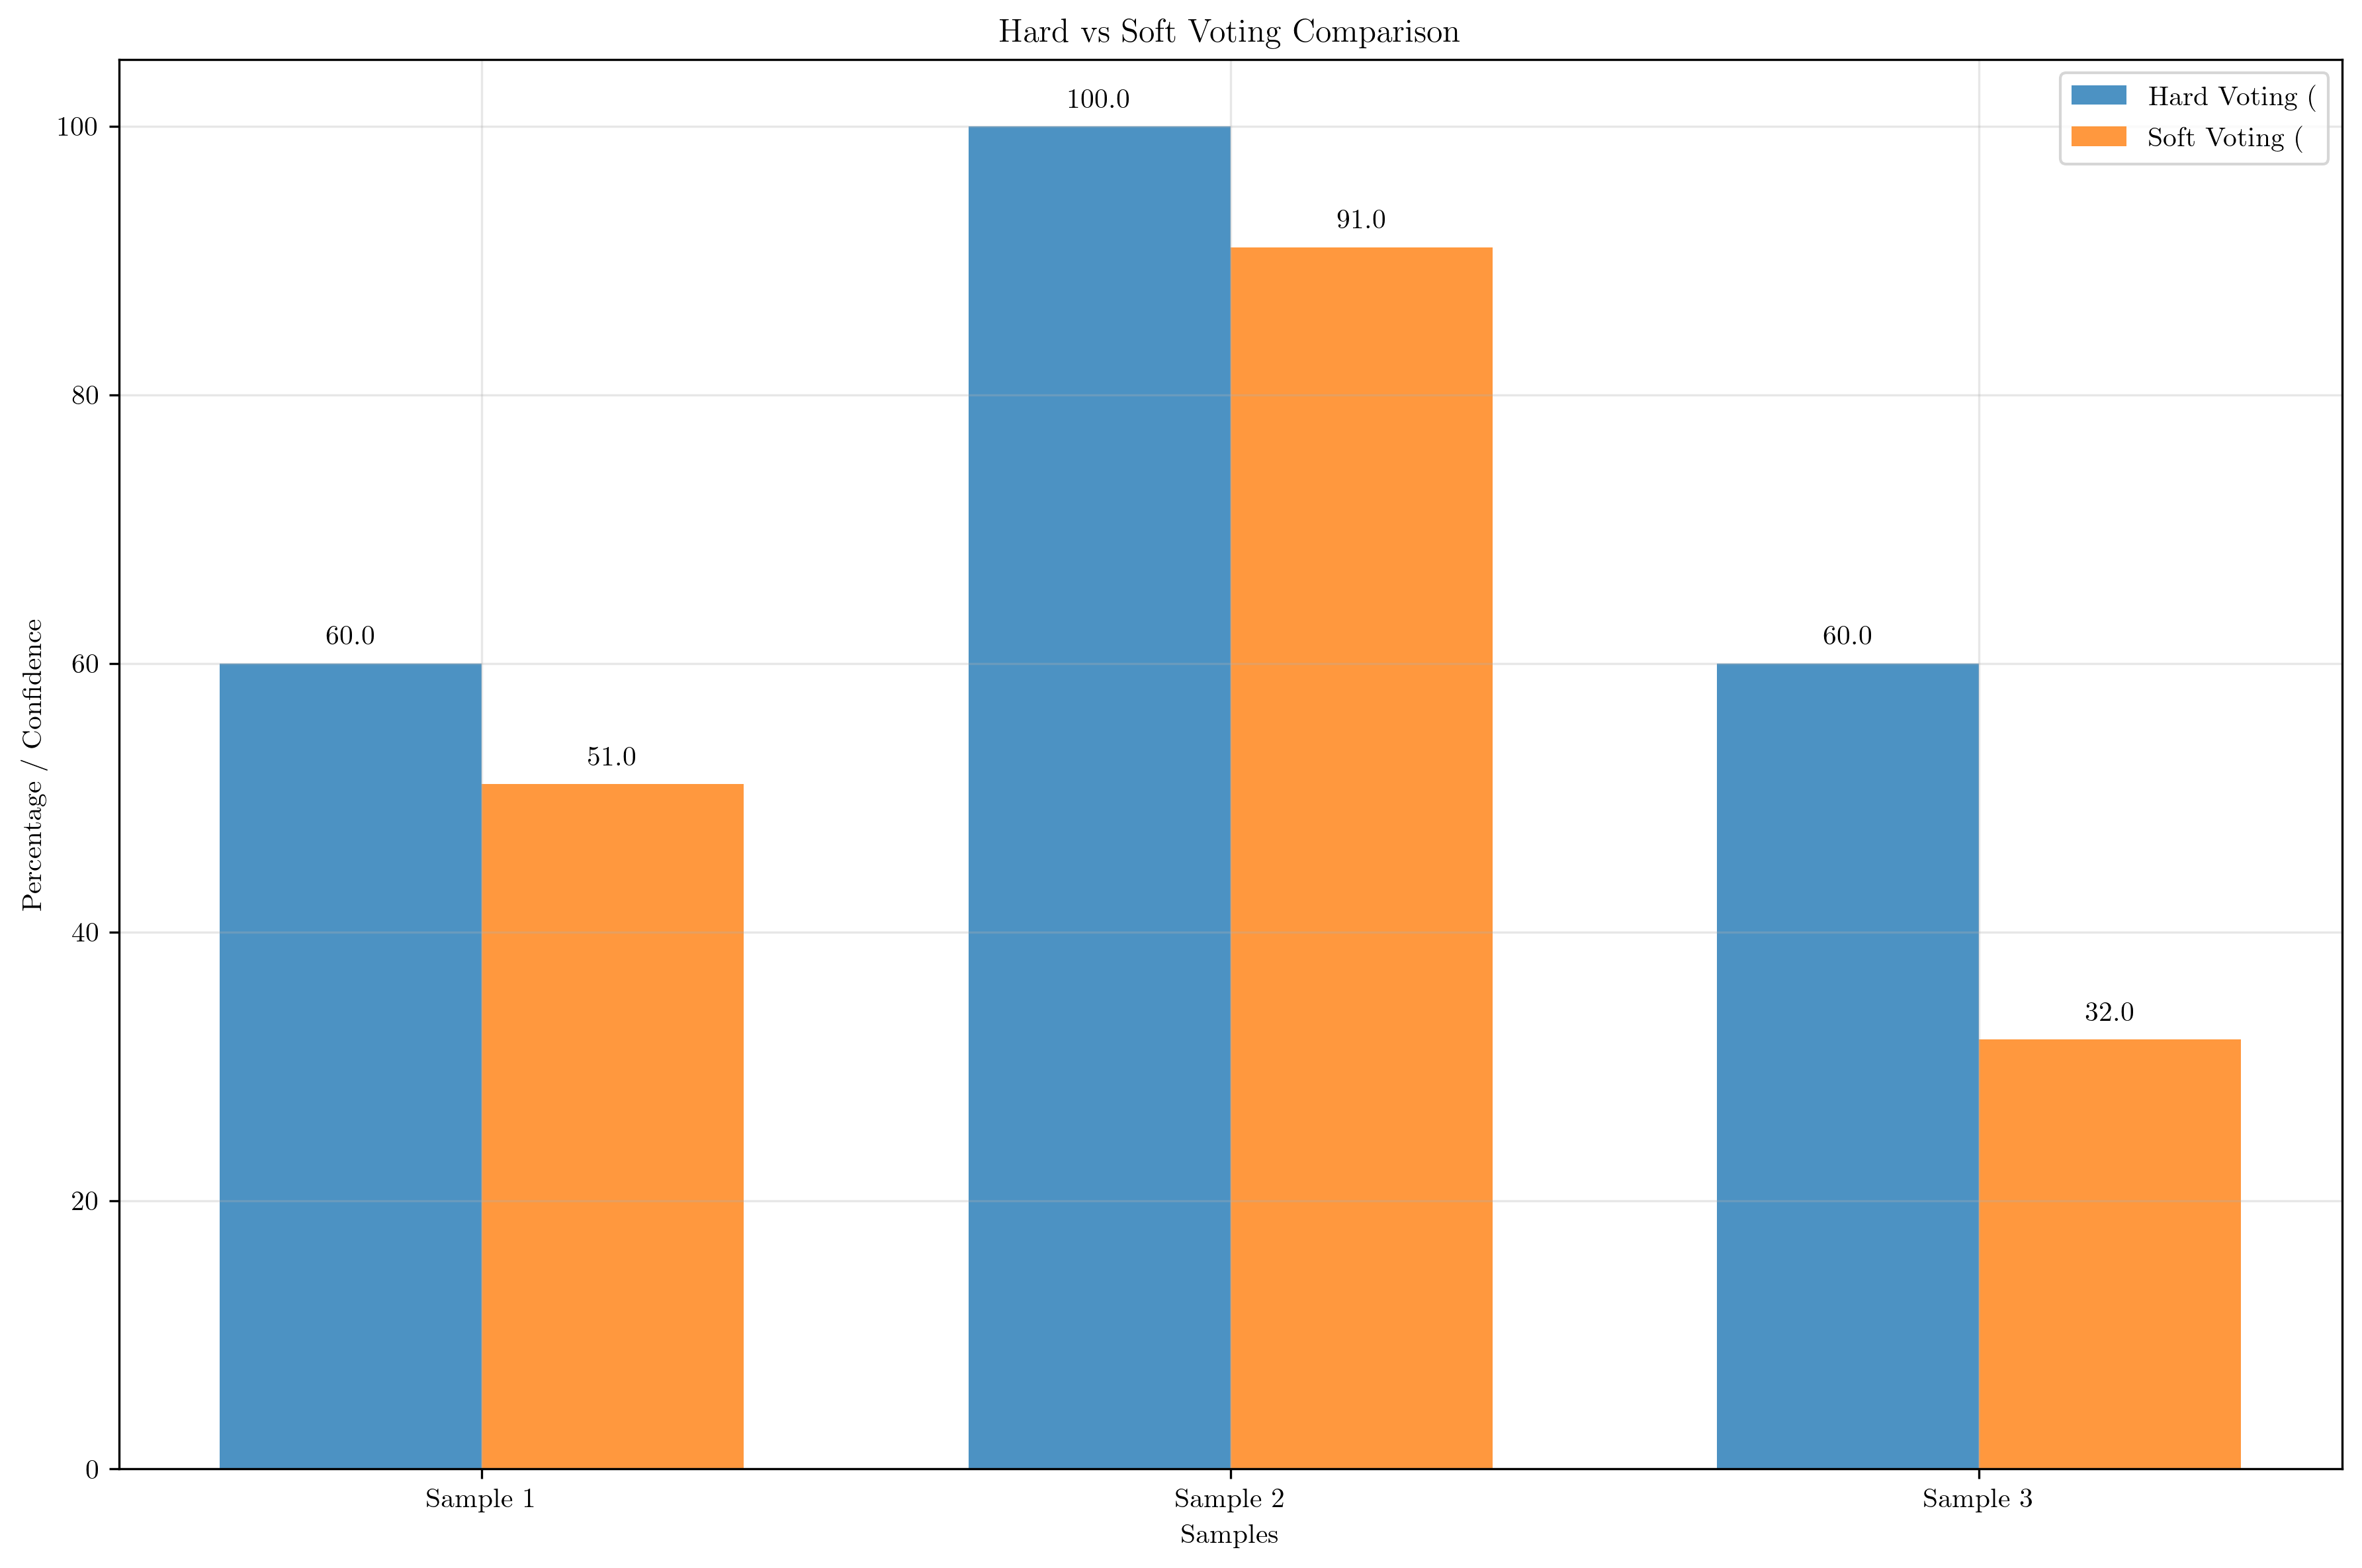 Hard vs Soft Voting Comparison
Hard Voting (
Soft Voting (
Percentage / Confidence
100
80
60
40
20
0
100.0
91.0
60.0
51.0
60.0
32.0
Sample 1
Sample 2
Sample 3
Samples